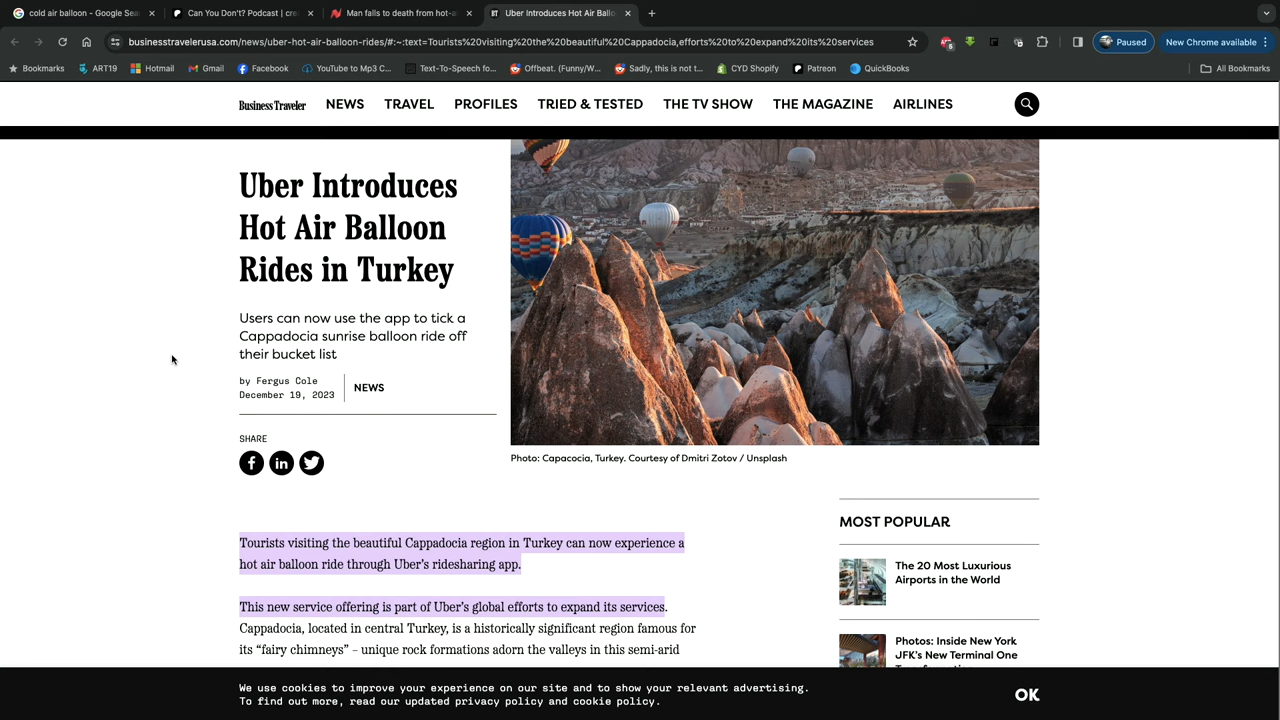 cold air balloon - Google Sea
Can You Don't? Podcast | cre
Man falls to death from hot-a
Uber Introduces Hot Air Ballo
businesstravelerusa.com/news/uber-hot-air-balloon-rides/#:~:text=Tourists%20visiting%20the%20beautiful%20Cappadocia,efforts%20to%20expand%20its%20services
Paused
New Chrome available
Bookmarks
ART19
Hotmail
Gmail
Facebook
YouTube to Mp3 C...
Text-To-Speech fo...
Offbeat. (Funny/W...
Sadly, this is not t...
CYD Shopify
Patreon
QuickBooks
All Bookmarks
Business Traveler
NEWS
TRAVEL
PROFILES
TRIED & TESTED
THE TV SHOW
THE MAGAZINE
AIRLINES
Uber Introduces
Hot Air Balloon
Rides in Turkey
Users can now use the app to tick a
Cappadocia sunrise balloon ride off
their bucket list
by Fergus Cole
December 19, 2023
NEWS
SHARE
Photo: Capacocia, Turkey. Courtesy of Dmitri Zotov / Unsplash
Tourists visiting the beautiful Cappadocia region in Turkey can now experience a
hot air balloon ride through Uber's ridesharing app.
This new service offering is part of Uber's global efforts to expand its services.
Cappadocia, located in central Turkey, is a historically significant region famous for
its "fairy chimneys" – unique rock formations adorn the valleys in this semi-arid
MOST POPULAR
The 20 Most Luxurious
Airports in the World
Photos: Inside New York
JFK's New Terminal One
We use cookies to improve your experience on our site and to show your relevant advertising.
To find out more, read our updated privacy policy and cookie policy.
OK